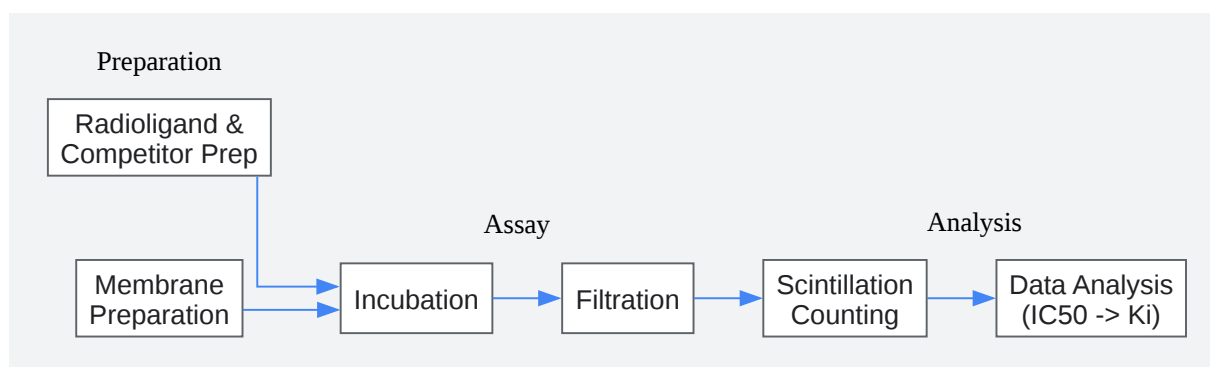 Preparation
Radioligand &
Competitor Prep
Membrane
Preparation
Assay
Incubation
Filtration
Analysis
Scintillation
Counting
Data Analysis
(IC50 -> Ki)